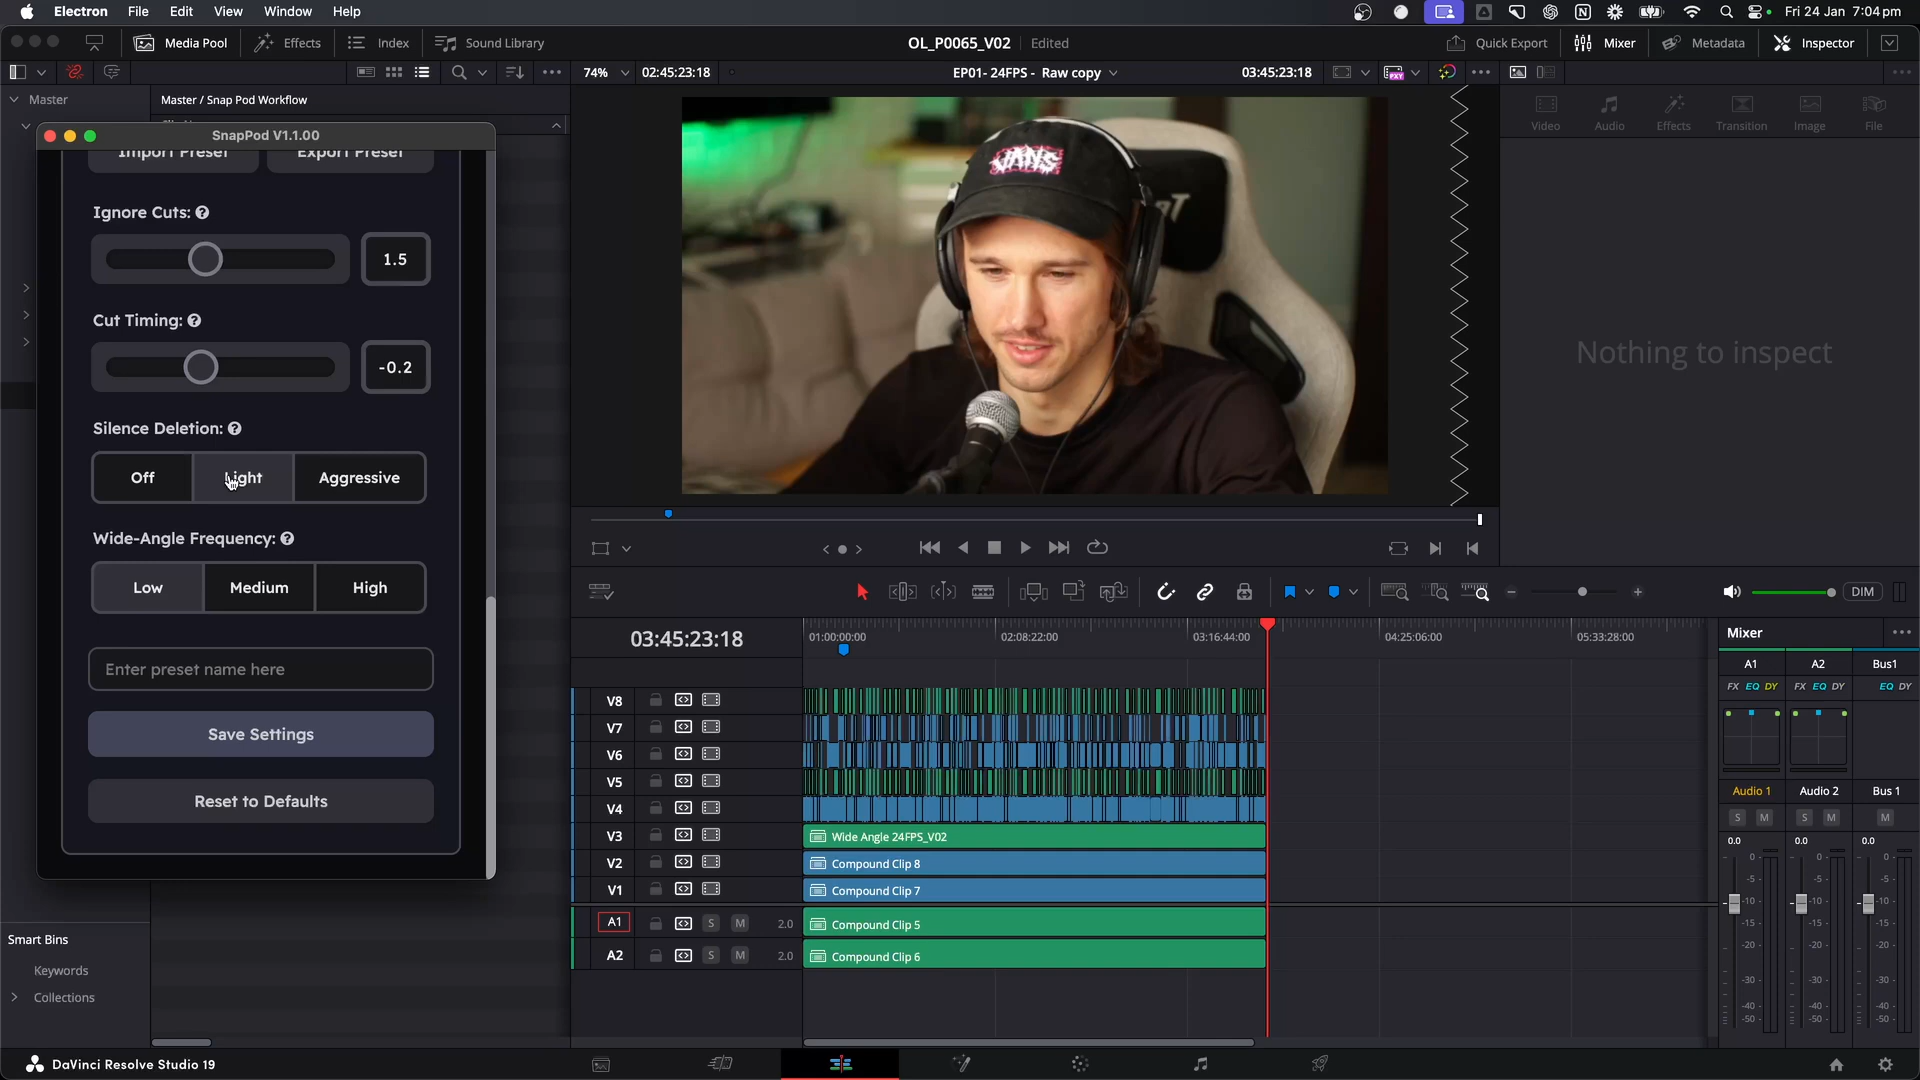 Electron File Edit View Window Help
Fri 24 Jan 7:04 pm
Media Pool Effects Index Sound Library
OL_P0065_V02 Edited
Quick Export Mixer Metadata Inspector
74% 02:45:23:18
EP01- 24FPS - Raw copy
03:45:23:18
Master
Master / Snap Pod Workflow
SnapPod V1.1.00
Import Preset Export Preset
Ignore Cuts: ?
1.5
Cut Timing: ?
-0.2
Silence Deletion: ?
Off Light Aggressive
Wide-Angle Frequency: ?
Low Medium High
Enter preset name here
Save Settings
Reset to Defaults
VANS
Video Audio Effects Transition Image File
Nothing to inspect
DIM
03:45:23:18
01:00:00:00 02:08:22:00 03:16:44:00 04:25:06:00 05:33:28:00
V8
V7
V6
V5
V4
V3 Wide Angle 24FPS_V02
V2 Compound Clip 8
V1 Compound Clip 7
A1 S M 2.0 Compound Clip 5
A2 S M 2.0 Compound Clip 6
Mixer
A1 A2 Bus1
FX EQ DY FX EQ DY EQ DY
Audio 1 Audio 2 Bus 1
S M S M M
0.0 0.0 0.0
0 0 0
-5 -5 -5
-10 -10 -10
-15 -15 -15
-20 -20 -20
-30 -30 -30
-40 -40 -40
-50 -50 -50
Smart Bins
Keywords
Collections
DaVinci Resolve Studio 19